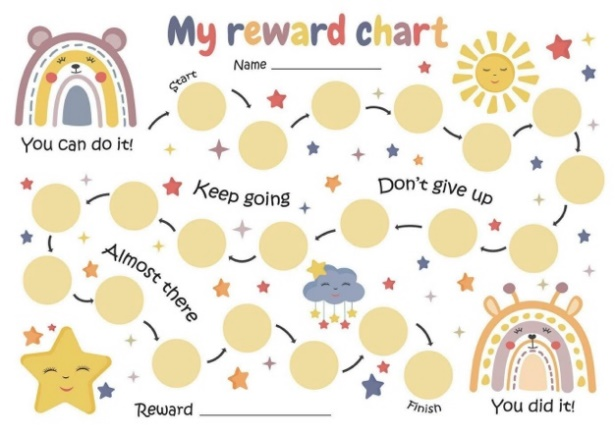 My reward chart
Name
Start
You can do it!
Keep going
Don't give up
Almost there
Reward
Finish
You did it!